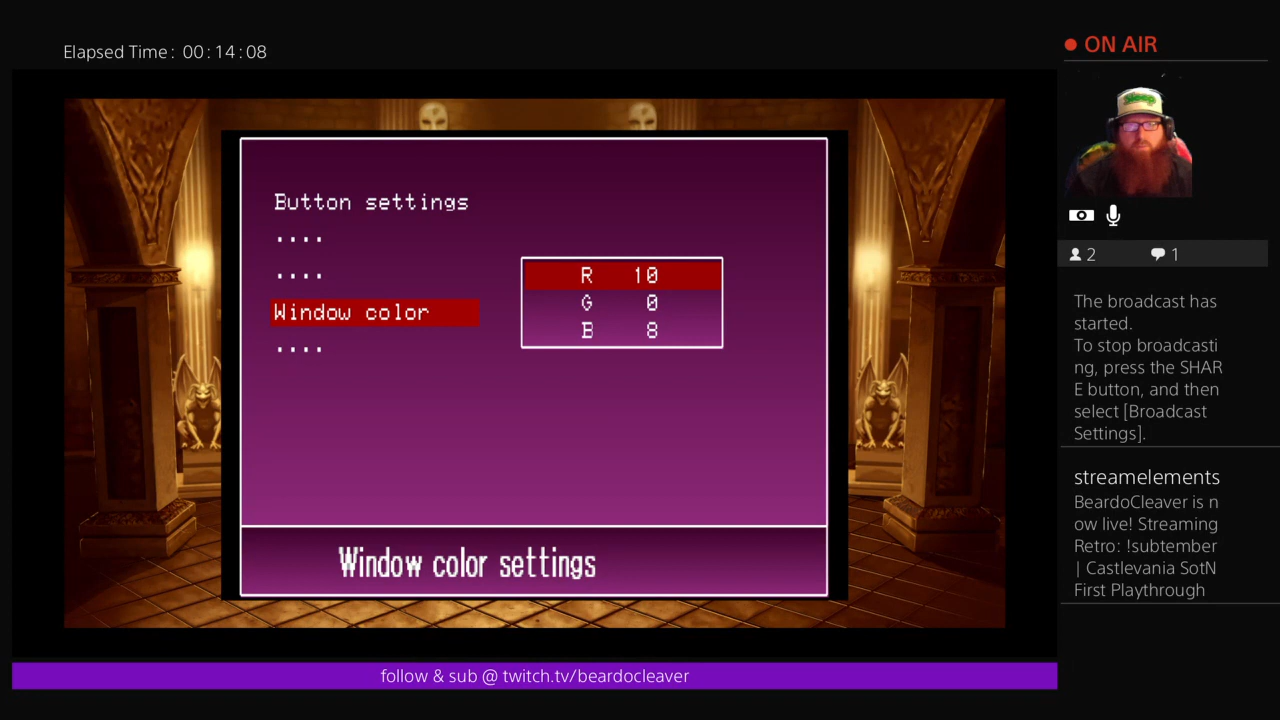 Elapsed Time: 00:14:08
ON AIR
Button settings
....
....
Window color
....
R 10
G 0
B 8
Window color settings
2 1
The broadcast has
started.
To stop broadcasti
ng, press the SHAR
E button, and then
select [Broadcast
Settings].
streamelements
BeardoCleaver is n
ow live! Streaming
Retro: !subtember
| Castlevania SotN
First Playthrough
follow & sub @ twitch.tv/beardocleaver